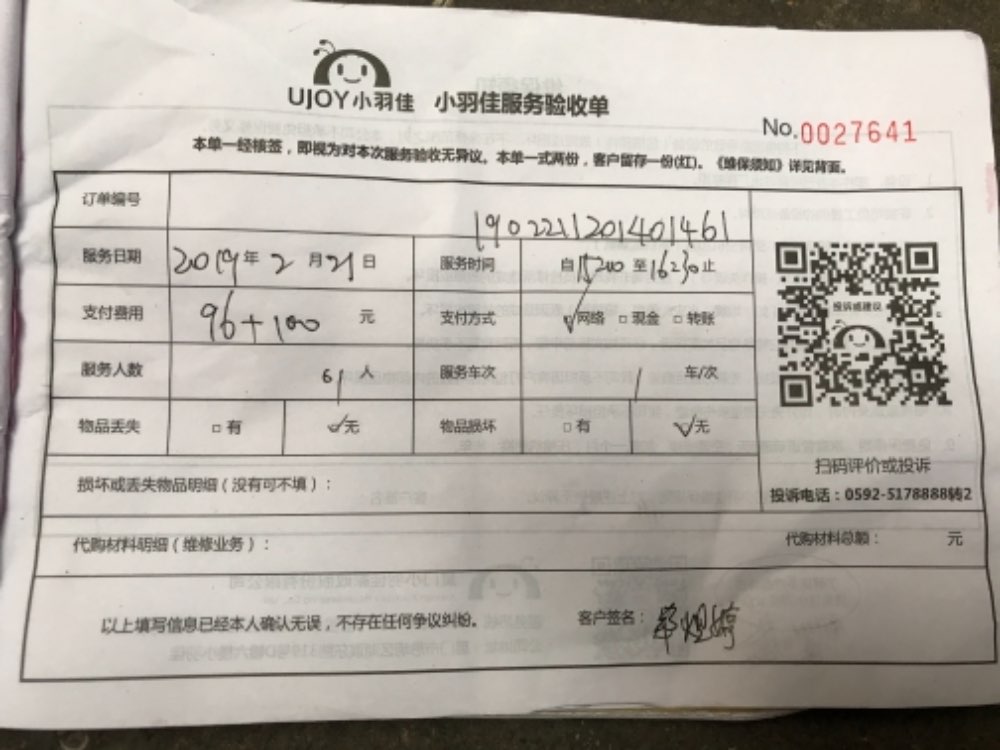 UJOY小羽佳 小羽佳服务验收单
No.0027641
本单一经核签，即视为对本次服务验收无异议。本单一式两份，客户留存一份(红)。《维保须知》详见背面。
订单编号 1902211201401461
服务日期 2019年 2 月 21 日 服务时间 自15:00至16:30止
支付费用 96+100 元 支付方式 ☑网络 □现金 □转账
服务人数 人 服务车次 1 车/次
物品丢失 □有 ☑无 物品损坏 □有 ☑无
投诉或建议
扫码评价或投诉
投诉电话：0592-5178888转2
损坏或丢失物品明细（没有可不填）：
代购材料明细（维修业务）： 代购材料总额： 元
以上填写信息已经本人确认无误，不存在任何争议纠纷。 客户签名：